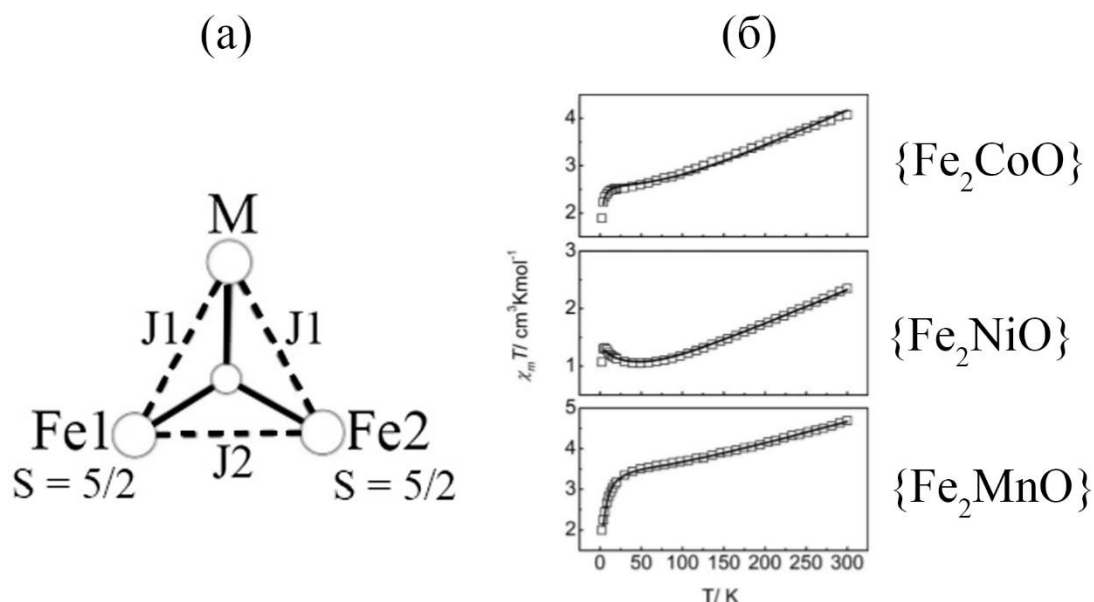 (а)
(б)
M
J1 J1
Fe1 Fe2
J2
S = 5/2 S = 5/2
4
3
2
{Fe₂CoO}
3
2
1
{Fe₂NiO}
5
4
3
2
{Fe₂MnO}
χₘT/ cm³Kmol⁻¹
0 50 100 150 200 250 300
T/ K